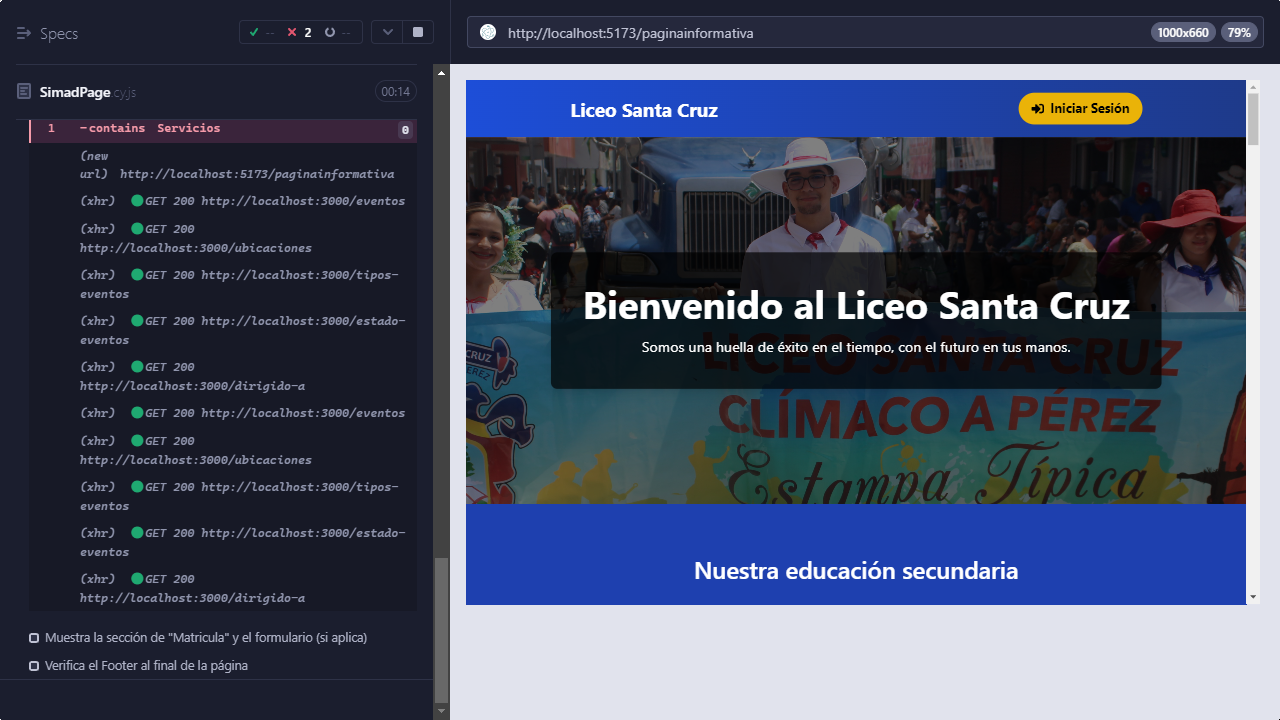 Specs
-- 2 --
SimadPage.cy.js
00:14
1 -contains Servicios 0
(new
url) http://localhost:5173/paginainformativa
(xhr) GET 200 http://localhost:3000/eventos
(xhr) GET 200
http://localhost:3000/ubicaciones
(xhr) GET 200 http://localhost:3000/tipos-
eventos
(xhr) GET 200 http://localhost:3000/estado-
eventos
(xhr) GET 200
http://localhost:3000/dirigido-a
(xhr) GET 200 http://localhost:3000/eventos
(xhr) GET 200
http://localhost:3000/ubicaciones
(xhr) GET 200 http://localhost:3000/tipos-
eventos
(xhr) GET 200 http://localhost:3000/estado-
eventos
(xhr) GET 200
http://localhost:3000/dirigido-a
Muestra la sección de "Matricula" y el formulario (si aplica)
Verifica el Footer al final de la página
http://localhost:5173/paginainformativa
1000x660 79%
Liceo Santa Cruz
Iniciar Sesión
Bienvenido al Liceo Santa Cruz
Somos una huella de éxito en el tiempo, con el futuro en tus manos.
LICEO SANTA CRUZ
CRUZ
PÉREZ
CLÍMACO A PÉREZ
Estampa Típica
Nuestra educación secundaria